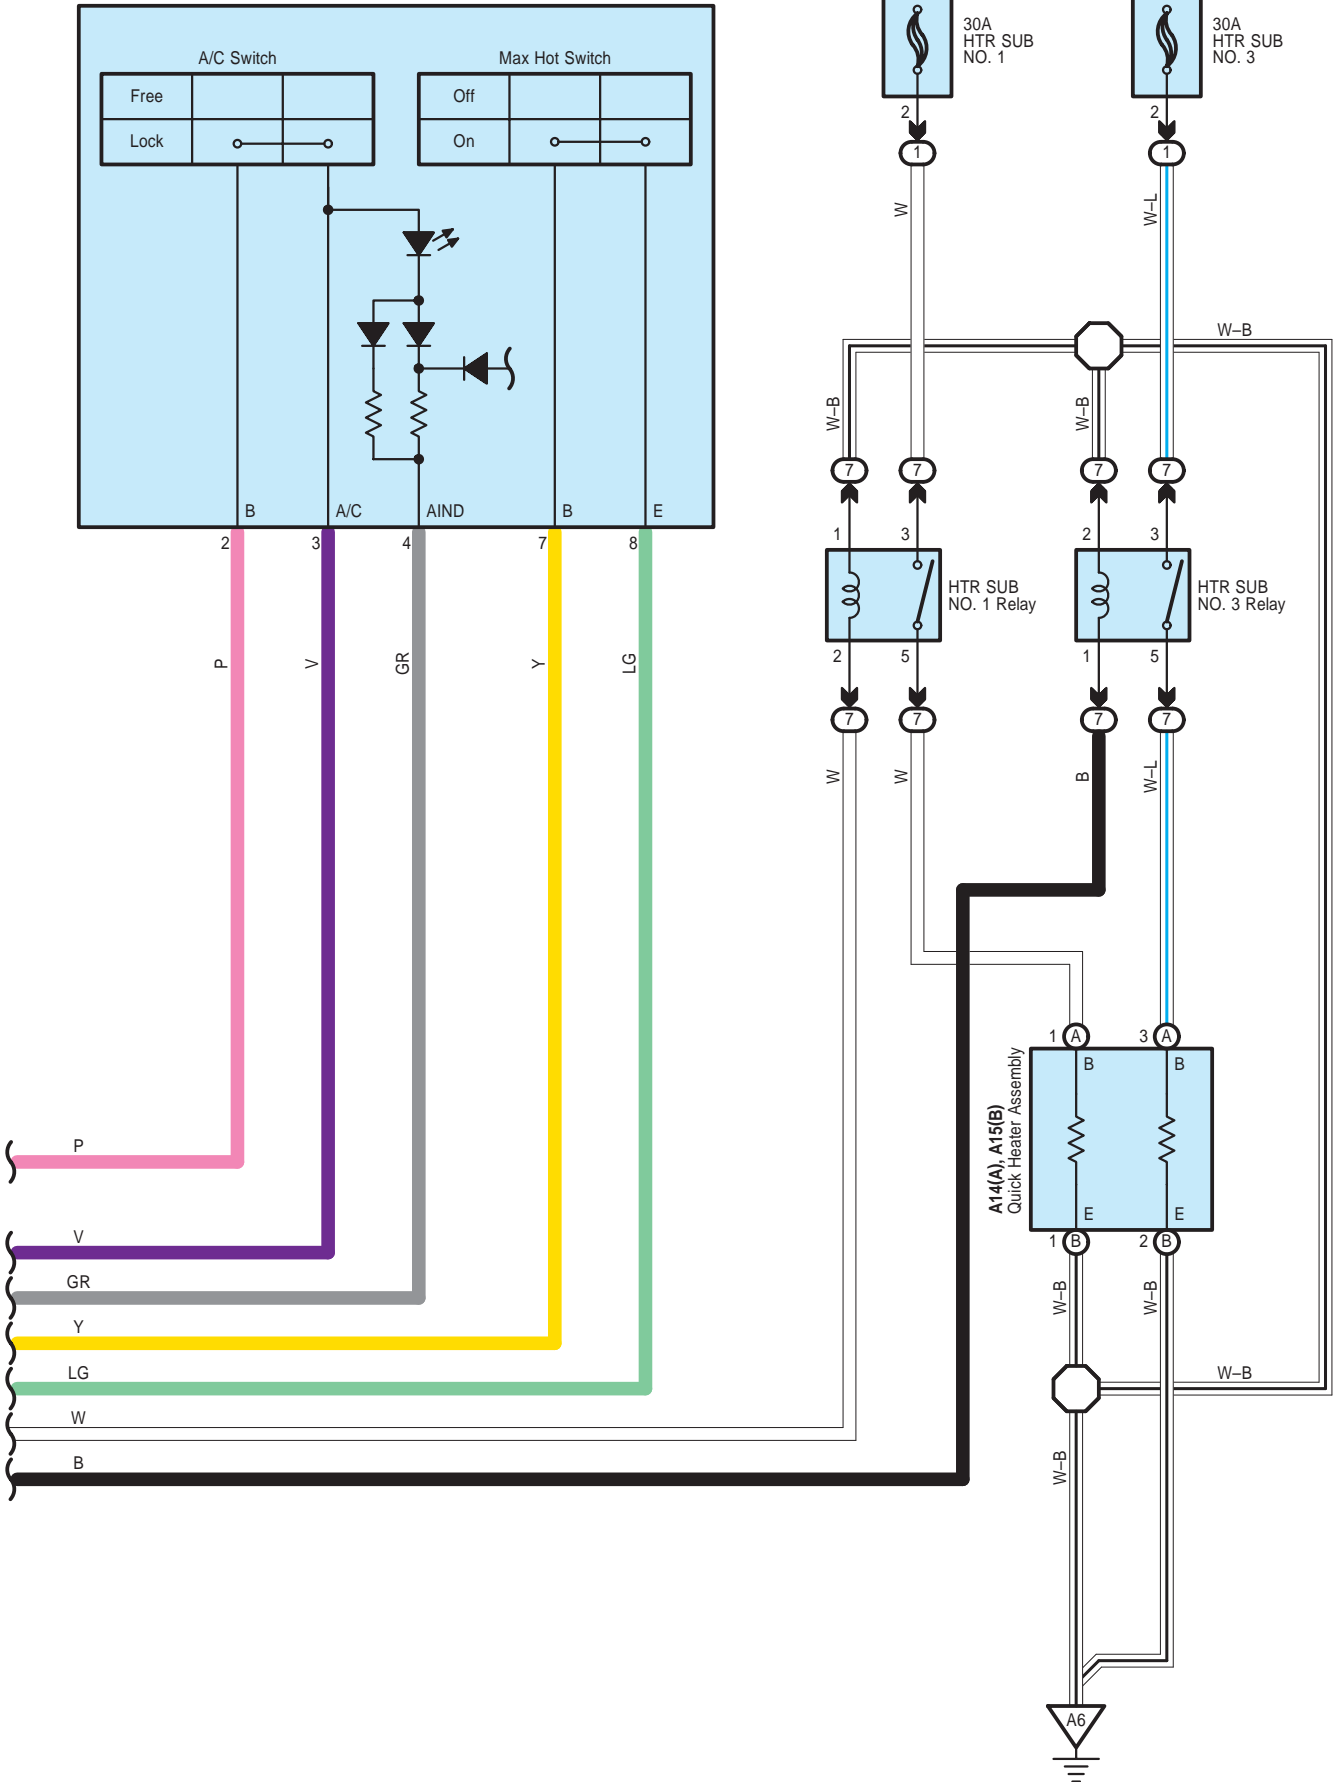 30A
HTR SUB
NO. 1
30A
HTR SUB
NO. 3
A/C Switch
Max Hot Switch
Free
Lock
Off
On
2
2
1
1
W
W–L
W–B
W–B
W–B
7
7
7
7
B
A/C
AIND
B
E
2
3
4
7
8
1
3
2
3
HTR SUB
NO. 1 Relay
HTR SUB
NO. 3 Relay
P
V
GR
Y
LG
2
5
1
5
7
7
7
7
W
W
B
W–L
1
A
3
A
B
B
A14(A), A15(B)
Quick Heater Assembly
E
E
1
B
2
B
P
V
GR
Y
LG
W
B
W–B
W–B
W–B
W–B
A6